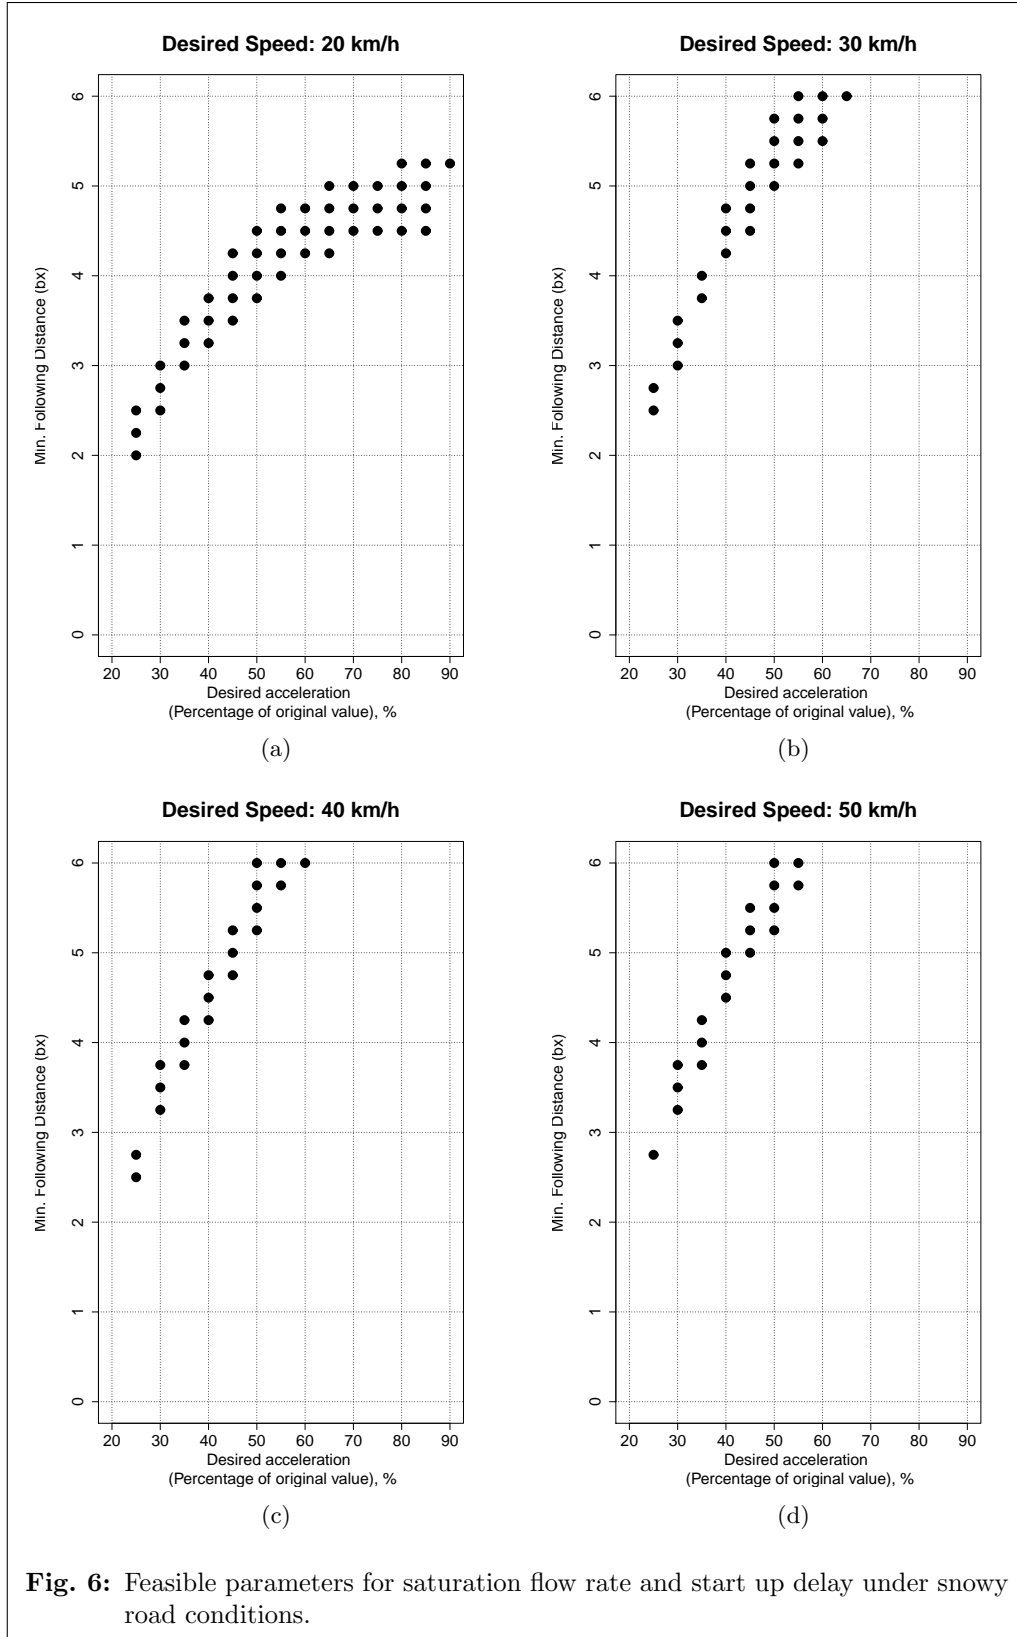 Desired Speed: 20 km/h
Min. Following Distance (bx)
6
5
4
3
2
1
0
20 30 40 50 60 70 80 90
Desired acceleration
(Percentage of original value), %
(a)
Desired Speed: 30 km/h
Min. Following Distance (bx)
6
5
4
3
2
1
0
20 30 40 50 60 70 80 90
Desired acceleration
(Percentage of original value), %
(b)
Desired Speed: 40 km/h
Min. Following Distance (bx)
6
5
4
3
2
1
0
20 30 40 50 60 70 80 90
Desired acceleration
(Percentage of original value), %
(c)
Desired Speed: 50 km/h
Min. Following Distance (bx)
6
5
4
3
2
1
0
20 30 40 50 60 70 80 90
Desired acceleration
(Percentage of original value), %
(d)
Fig. 6: Feasible parameters for saturation flow rate and start up delay under snowy
road conditions.